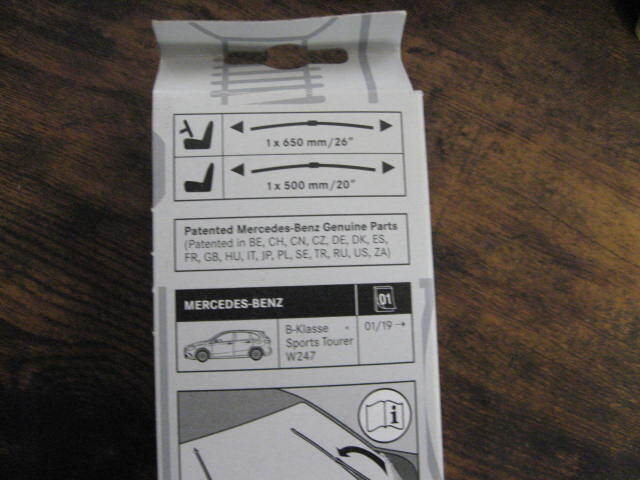 1 x 650 mm/26"
1 x 500 mm/20"
Patented Mercedes-Benz Genuine Parts
(Patented in BE, CH, CN, CZ, DE, DK, ES,
FR, GB, HU, IT, JP, PL, SE, TR, RU, US, ZA)
MERCEDES-BENZ 01
B-Klasse - 01/19 →
Sports Tourer
W247
i